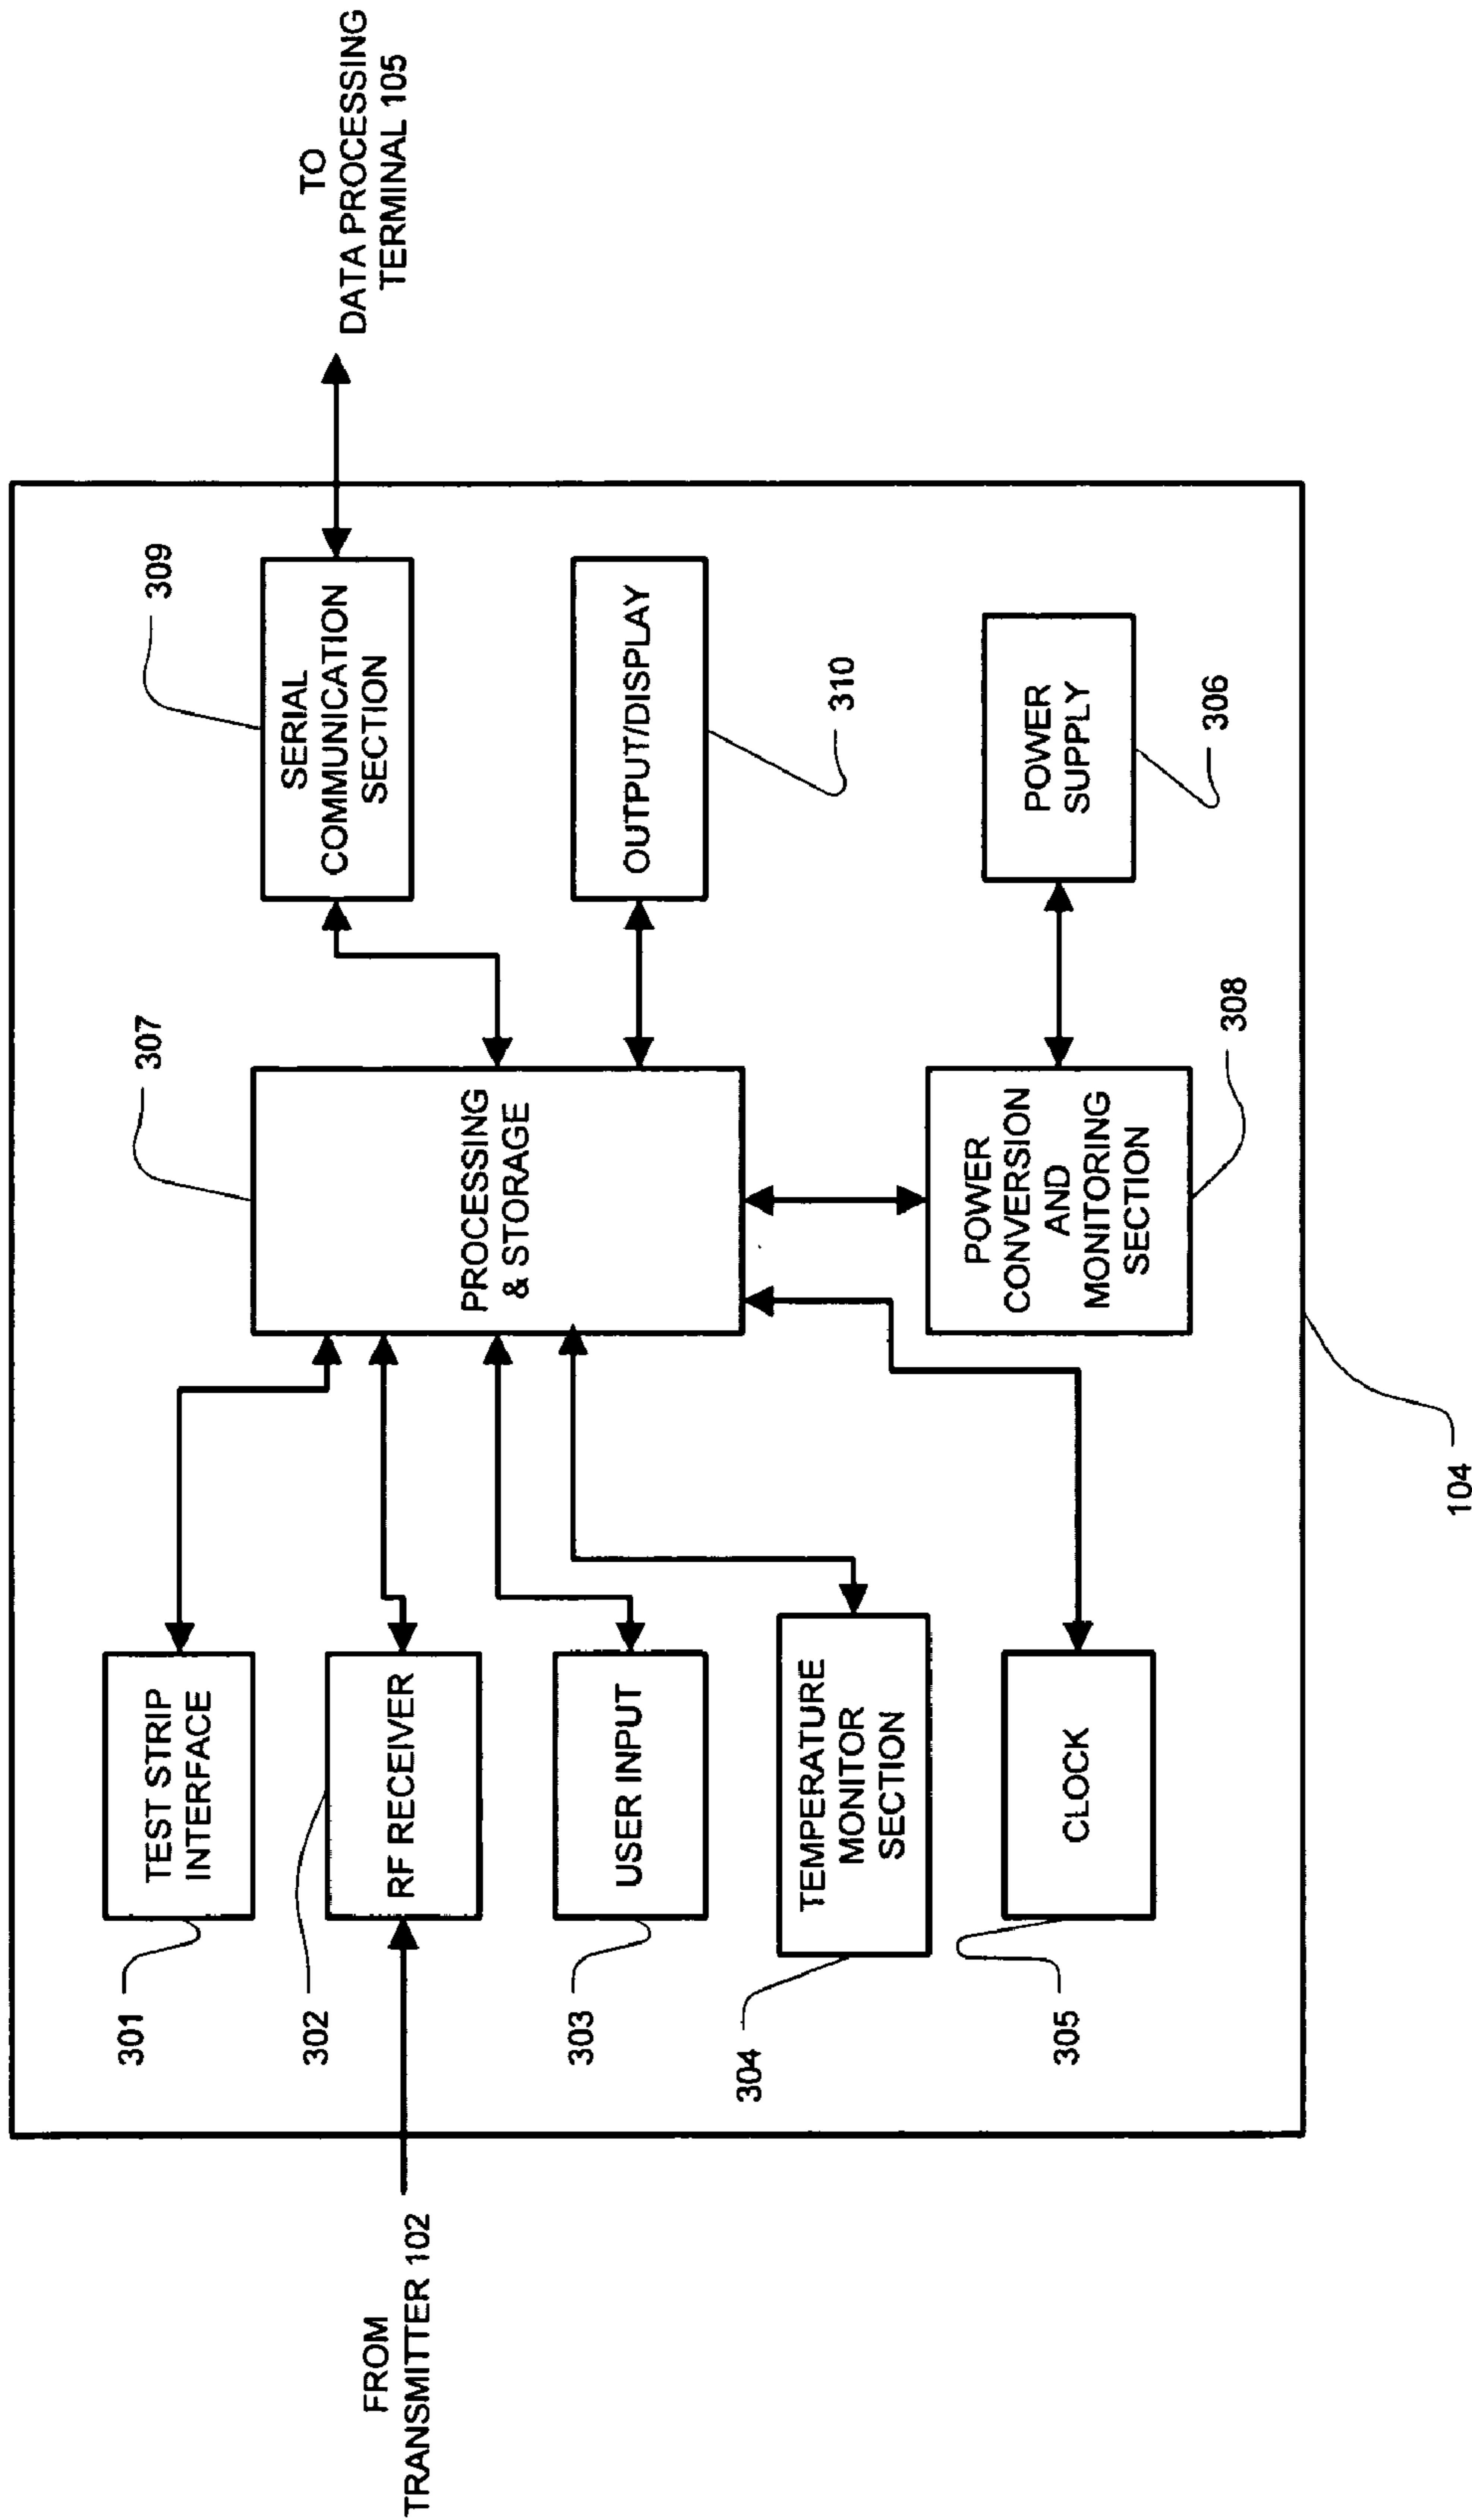 301
TEST STRIP
INTERFACE
FROM
TRANSMITTER 102
302
RF RECEIVER
303
USER INPUT
304
TEMPERATURE
MONITOR
SECTION
305
CLOCK
307
PROCESSING
& STORAGE
POWER
CONVERSION
AND
MONITORING
SECTION
308
309
SERIAL
COMMUNICATION
SECTION
TO
DATA PROCESSING
TERMINAL 105
OUTPUT/DISPLAY
310
POWER
SUPPLY
306
104